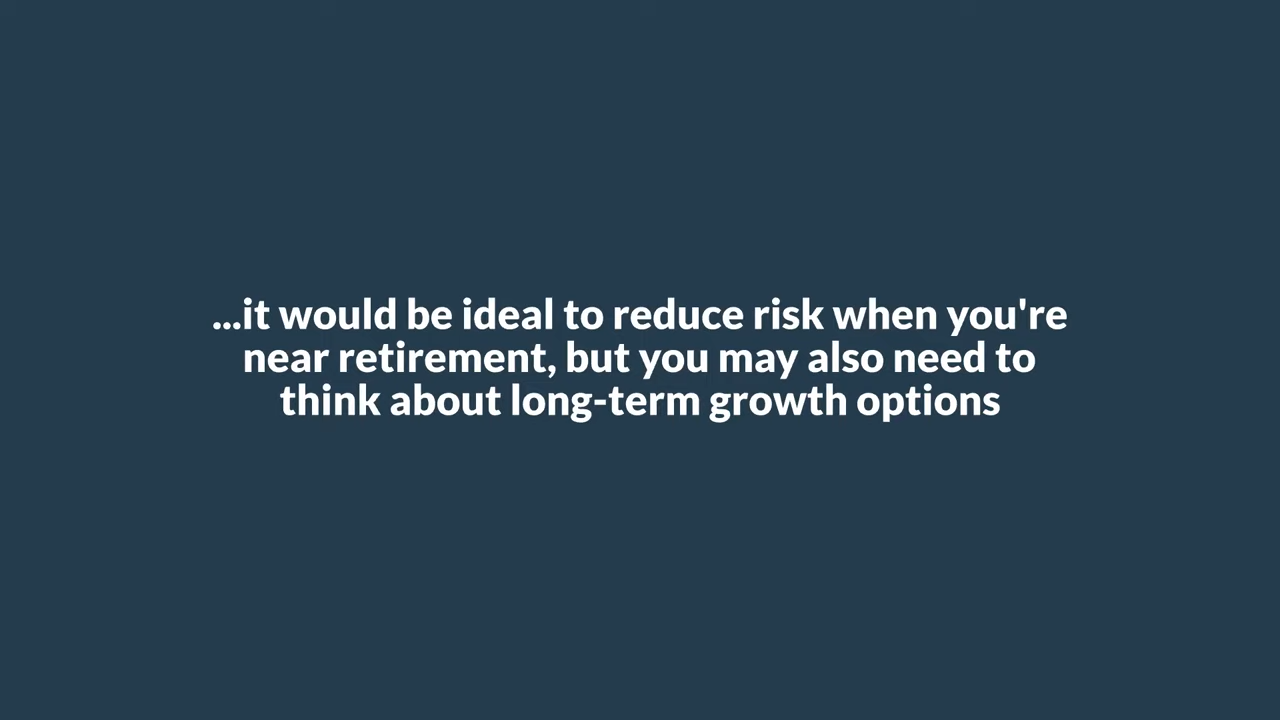 ...it would be ideal to reduce risk when you're
near retirement, but you may also need to
think about long-term growth options